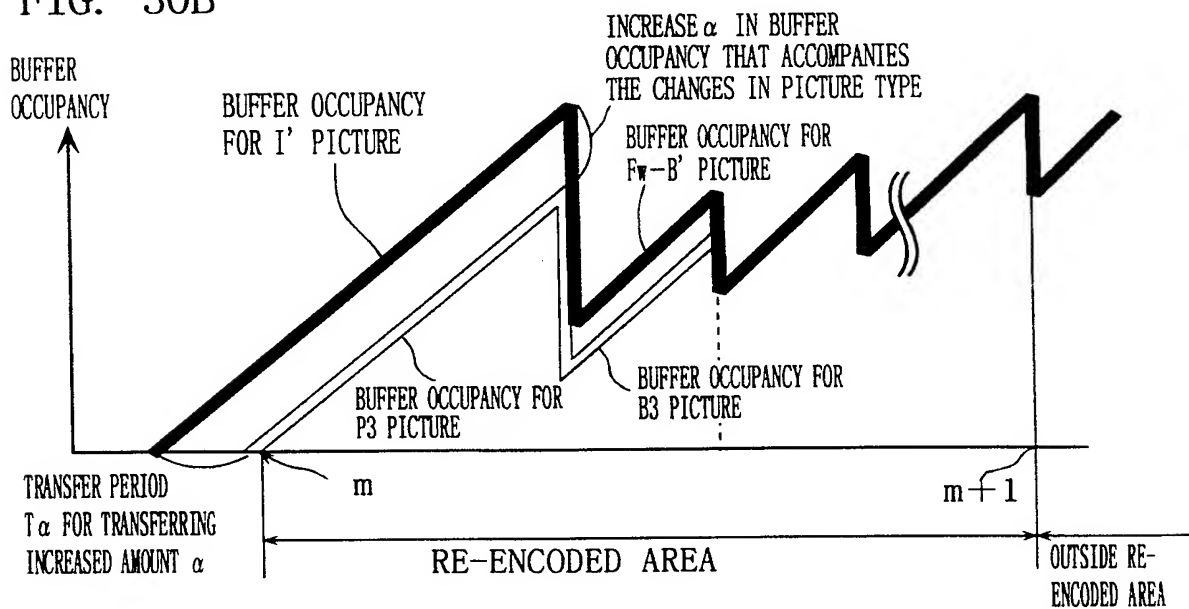 FIG. 30B
INCREASE α IN BUFFER
OCCUPANCY THAT ACCOMPANIES
THE CHANGES IN PICTURE TYPE
BUFFER
OCCUPANCY
BUFFER OCCUPANCY
FOR I' PICTURE
BUFFER OCCUPANCY FOR
Fw-B' PICTURE
BUFFER OCCUPANCY FOR
P3 PICTURE
BUFFER OCCUPANCY FOR
B3 PICTURE
m
m+1
TRANSFER PERIOD
Tα FOR TRANSFERRING
INCREASED AMOUNT α
RE-ENCODED AREA
OUTSIDE RE-
ENCODED AREA